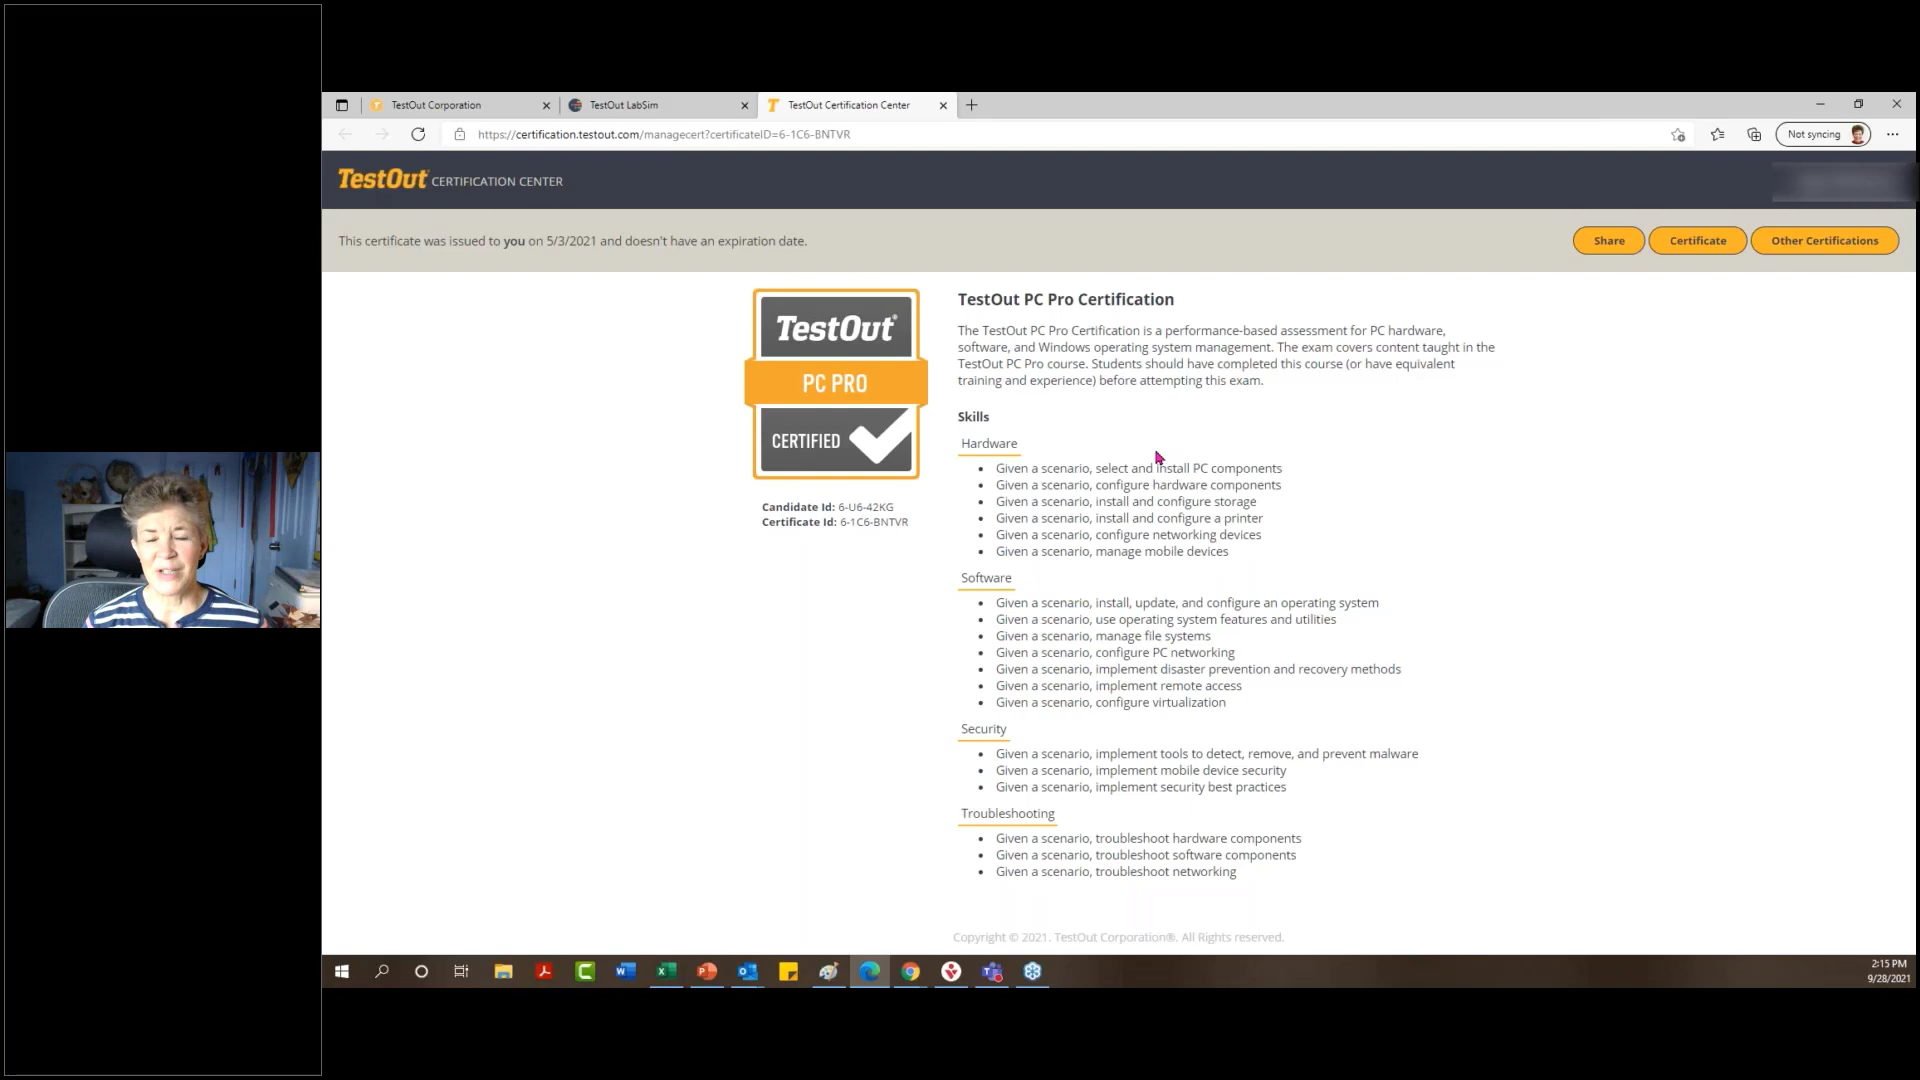 TestOut Corporation
TestOut LabSim
TestOut Certification Center
https://certification.testout.com/managecert?certificateID=6-1C6-BNTVR
Not syncing
TestOut CERTIFICATION CENTER
This certificate was issued to you on 5/3/2021 and doesn't have an expiration date.
Share
Certificate
Other Certifications
TestOut®
PC PRO
CERTIFIED
Candidate Id: 6-U6-42KG
Certificate Id: 6-1C6-BNTVR
TestOut PC Pro Certification
The TestOut PC Pro Certification is a performance-based assessment for PC hardware,
software, and Windows operating system management. The exam covers content taught in the
TestOut PC Pro course. Students should have completed this course (or have equivalent
training and experience) before attempting this exam.
Skills
Hardware
• Given a scenario, select and install PC components
• Given a scenario, configure hardware components
• Given a scenario, install and configure storage
• Given a scenario, install and configure a printer
• Given a scenario, configure networking devices
• Given a scenario, manage mobile devices
Software
• Given a scenario, install, update, and configure an operating system
• Given a scenario, use operating system features and utilities
• Given a scenario, manage file systems
• Given a scenario, configure PC networking
• Given a scenario, implement disaster prevention and recovery methods
• Given a scenario, implement remote access
• Given a scenario, configure virtualization
Security
• Given a scenario, implement tools to detect, remove, and prevent malware
• Given a scenario, implement mobile device security
• Given a scenario, implement security best practices
Troubleshooting
• Given a scenario, troubleshoot hardware components
• Given a scenario, troubleshoot software components
• Given a scenario, troubleshoot networking
Copyright © 2021. TestOut Corporation®. All Rights reserved.
2:15 PM
9/28/2021